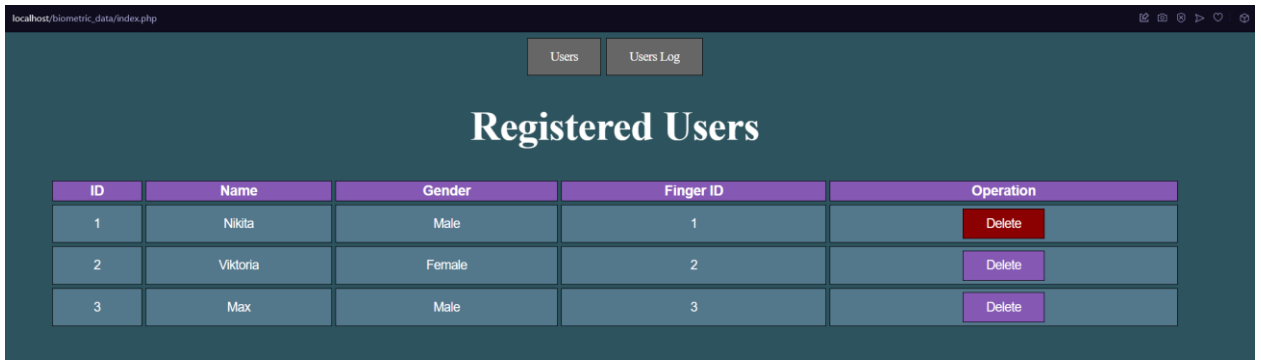 localhost/biometric_data/index.php
Users Users Log
Registered Users
ID Name Gender Finger ID Operation
1 Nikita Male 1 Delete
2 Viktoria Female 2 Delete
3 Max Male 3 Delete